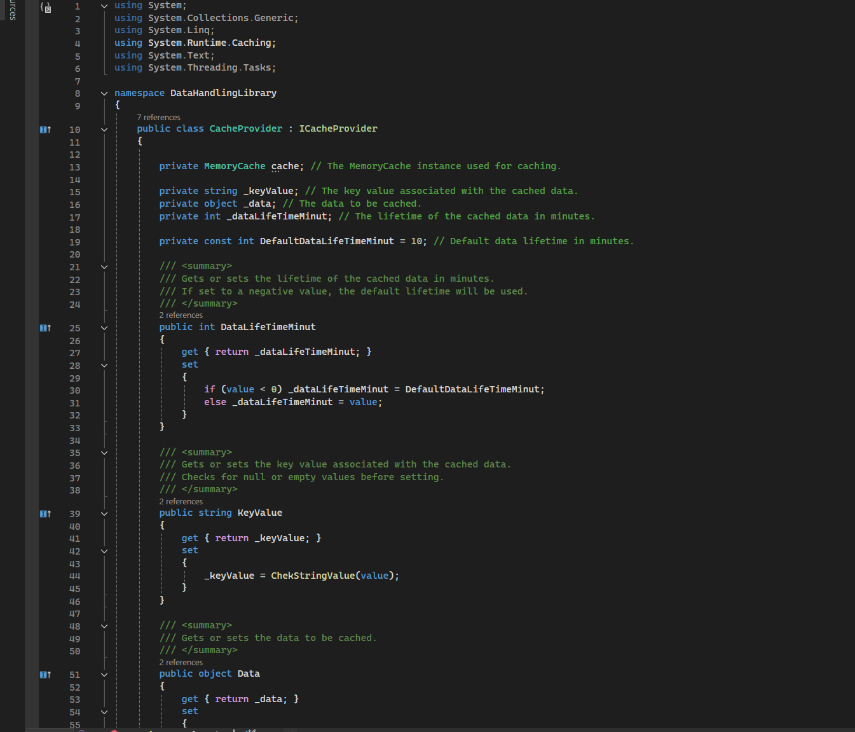 urces
1 using System;
2 using System.Collections.Generic;
3 using System.Linq;
4 using System.Runtime.Caching;
5 using System.Text;
6 using System.Threading.Tasks;
7
8 namespace DataHandlingLibrary
9 {
7 references
10 public class CacheProvider : ICacheProvider
11 {
12
13 private MemoryCache cache; // The MemoryCache instance used for caching.
14
15 private string _keyValue; // The key value associated with the cached data.
16 private object _data; // The data to be cached.
17 private int _dataLifeTimeMinut; // The lifetime of the cached data in minutes.
18
19 private const int DefaultDataLifeTimeMinut = 10; // Default data lifetime in minutes.
20
21 /// <summary>
22 /// Gets or sets the lifetime of the cached data in minutes.
23 /// If set to a negative value, the default lifetime will be used.
24 /// </summary>
2 references
25 public int DataLifeTimeMinut
26 {
27 get { return _dataLifeTimeMinut; }
28 set
29 {
30 if (value < 0) _dataLifeTimeMinut = DefaultDataLifeTimeMinut;
31 else _dataLifeTimeMinut = value;
32 }
33 }
34
35 /// <summary>
36 /// Gets or sets the key value associated with the cached data.
37 /// Checks for null or empty values before setting.
38 /// </summary>
2 references
39 public string KeyValue
40 {
41 get { return _keyValue; }
42 set
43 {
44 _keyValue = ChekStringValue(value);
45 }
46 }
47
48 /// <summary>
49 /// Gets or sets the data to be cached.
50 /// </summary>
2 references
51 public object Data
52 {
53 get { return _data; }
54 set
55 {